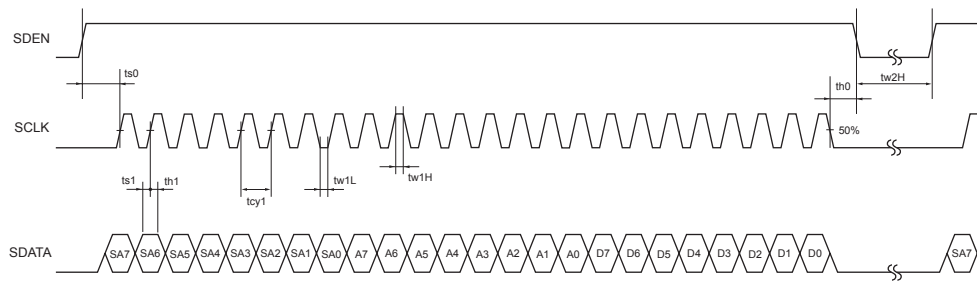 SDEN
ts0
th0
tw2H
SCLK
50%
ts1
th1
tcy1
tw1L
tw1H
SDATA
SA7 SA6 SA5 SA4 SA3 SA2 SA1 SA0 A7 A6 A5 A4 A3 A2 A1 A0 D7 D6 D5 D4 D3 D2 D1 D0 SA7